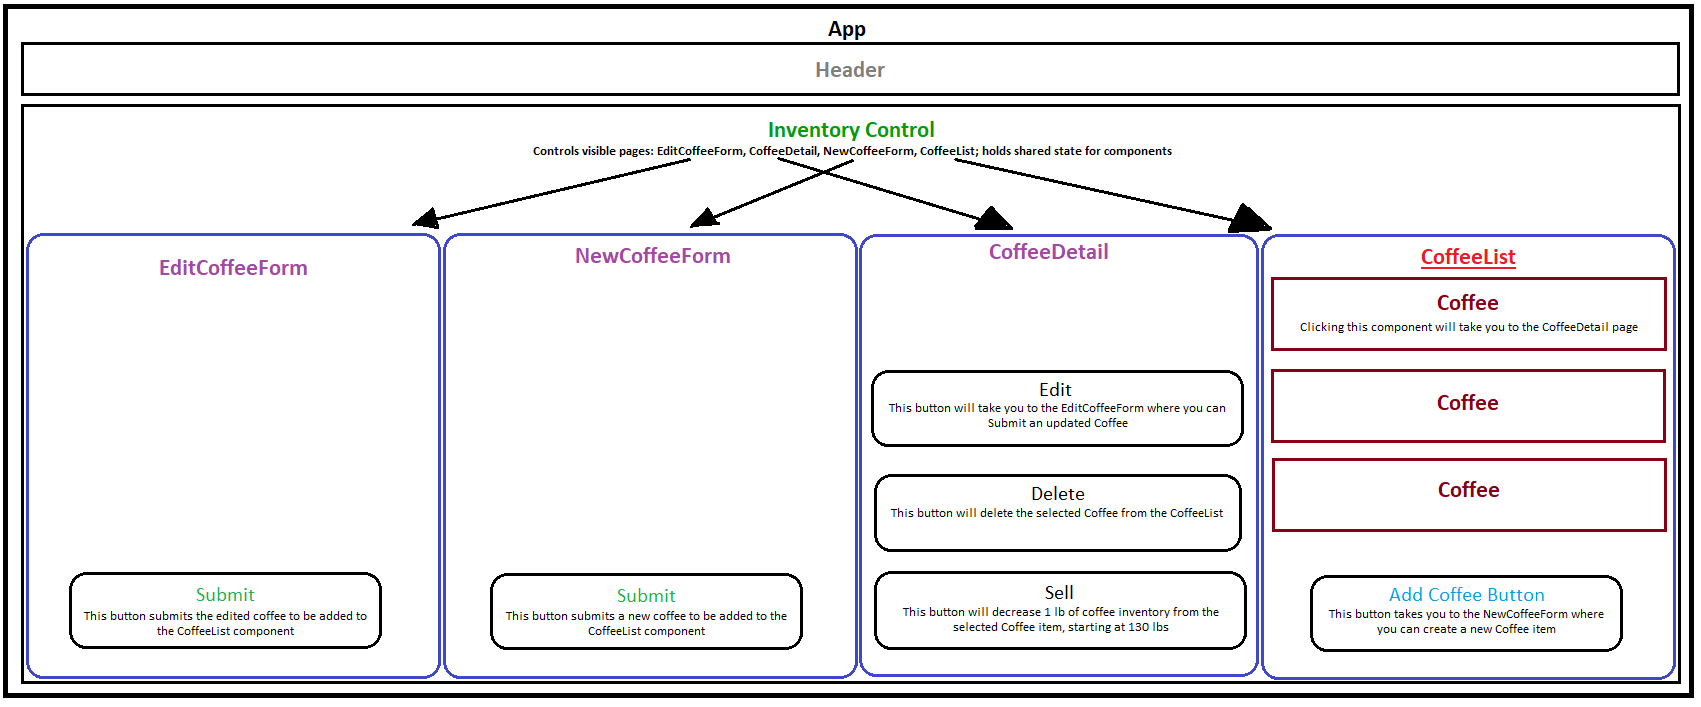 App
Header
Inventory Control
Controls visible pages: EditCoffeeForm, CoffeeDetail, NewCoffeeForm, CoffeeList; holds shared state for components
EditCoffeeForm
Submit
This button submits the edited coffee to be added to
the CoffeeList component
NewCoffeeForm
Submit
This button submits a new coffee to be added to the
CoffeeList component
CoffeeDetail
Edit
This button will take you to the EditCoffeeForm where you can
Submit an updated Coffee
Delete
This button will delete the selected Coffee from the CoffeeList
Sell
This button will decrease 1 lb of coffee inventory from the
selected Coffee item, starting at 130 lbs
CoffeeList
Coffee
Clicking this component will take you to the CoffeeDetail page
Coffee
Coffee
Add Coffee Button
This button takes you to the NewCoffeeForm where
you can create a new Coffee item